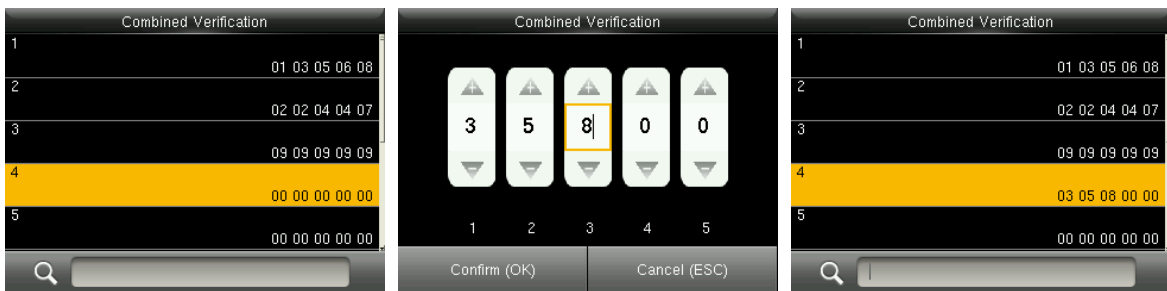 Combined Verification
1
01 03 05 06 08
2
02 02 04 04 07
3
09 09 09 09 09
4
00 00 00 00 00
5
00 00 00 00 00
Combined Verification
3 5 8 0 0
1 2 3 4 5
Confirm (OK) Cancel (ESC)
Combined Verification
1
01 03 05 06 08
2
02 02 04 04 07
3
09 09 09 09 09
4
03 05 08 00 00
5
00 00 00 00 00